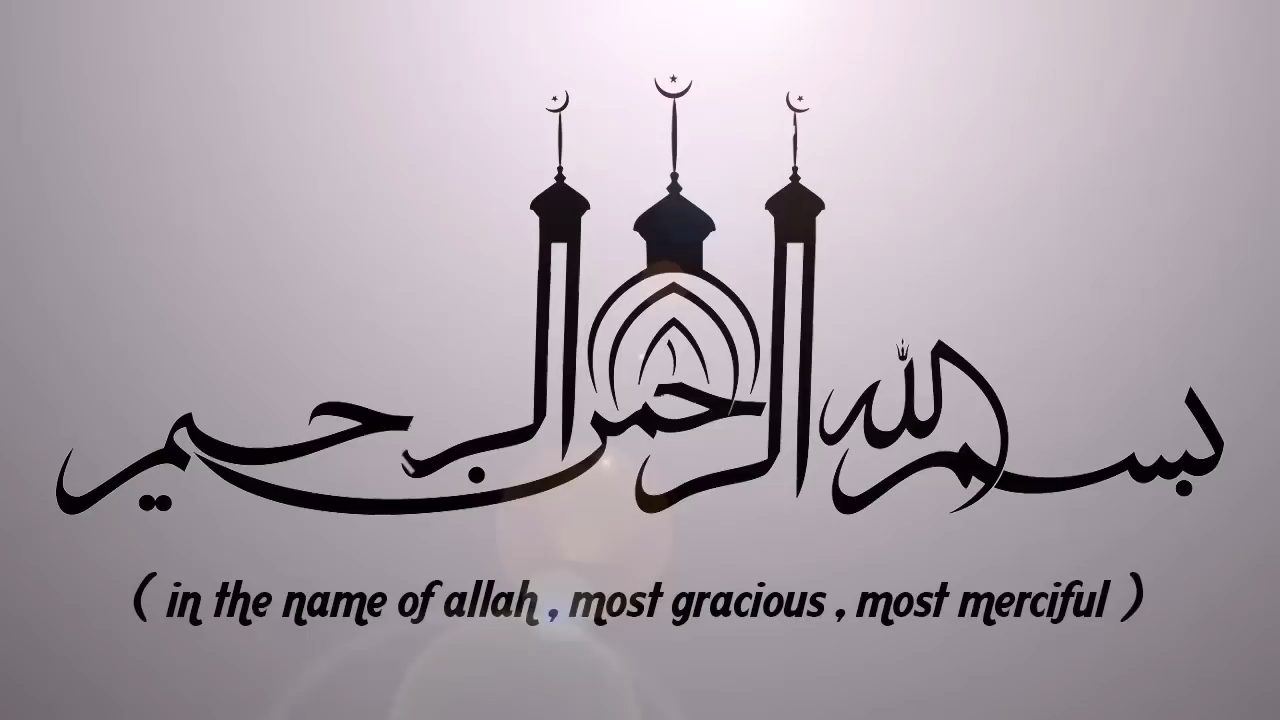 بسم الله الرحمن الرحيم
( in the name of allah , most gracious , most merciful )